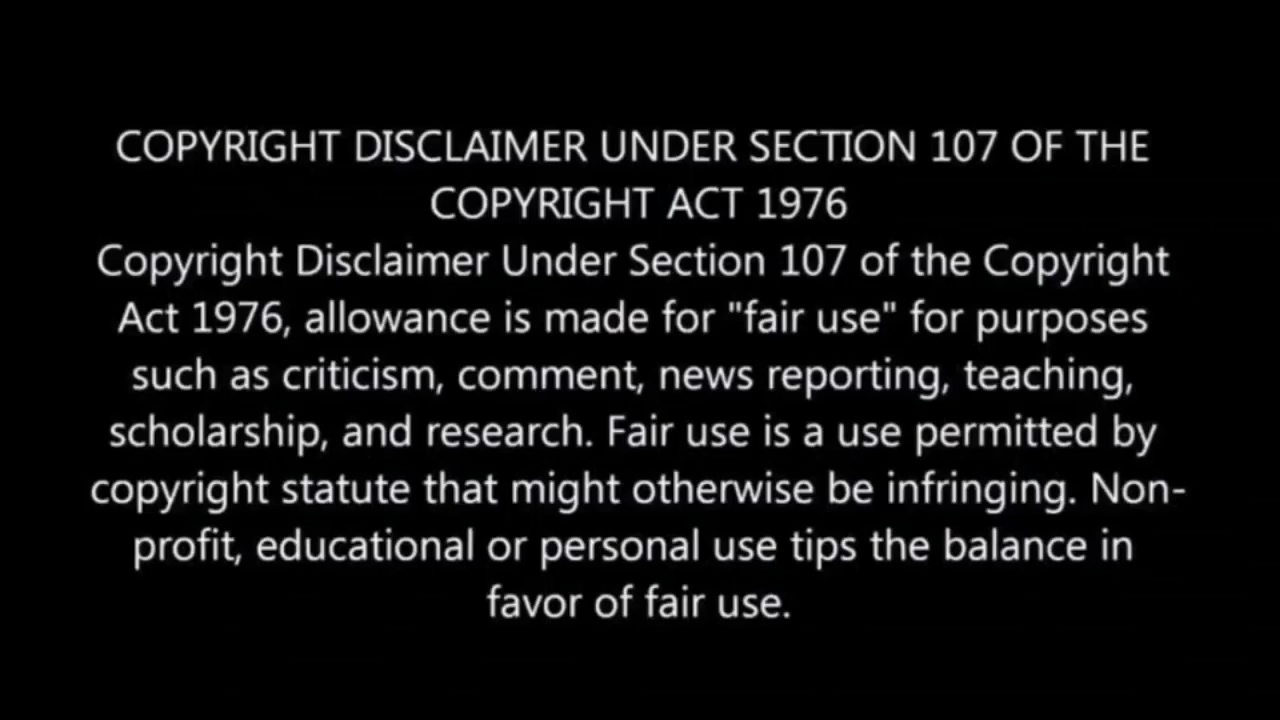 COPYRIGHT DISCLAIMER UNDER SECTION 107 OF THE
COPYRIGHT ACT 1976
Copyright Disclaimer Under Section 107 of the Copyright
Act 1976, allowance is made for "fair use" for purposes
such as criticism, comment, news reporting, teaching,
scholarship, and research. Fair use is a use permitted by
copyright statute that might otherwise be infringing. Non-
profit, educational or personal use tips the balance in
favor of fair use.